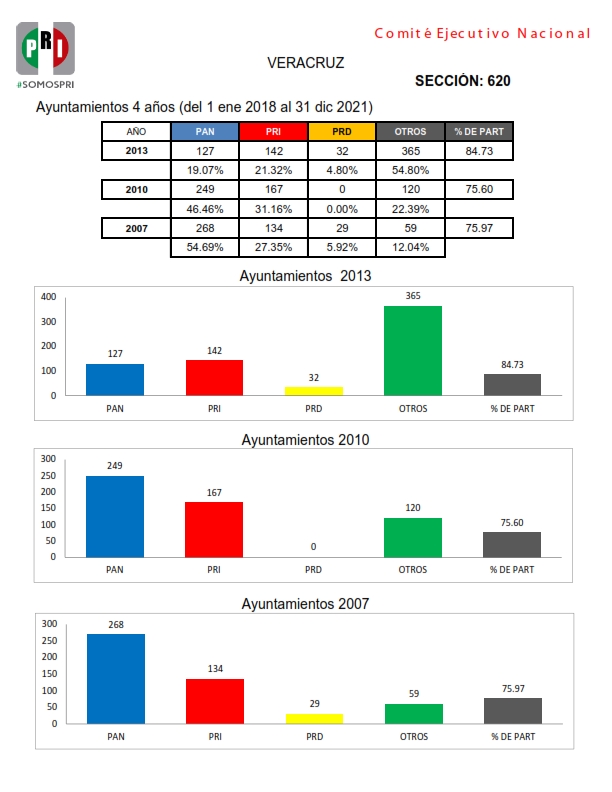 PRI
#SOMOSPRI
Comité Ejecutivo Nacional
VERACRUZ
SECCIÓN: 620
Ayuntamientos 4 años (del 1 ene 2018 al 31 dic 2021)
AÑO PAN PRI PRD OTROS % DE PART
2013 127 142 32 365 84.73
19.07% 21.32% 4.80% 54.80%
2010 249 167 0 120 75.60
46.46% 31.16% 0.00% 22.39%
2007 268 134 29 59 75.97
54.69% 27.35% 5.92% 12.04%
Ayuntamientos 2013
400
300
200
100
0
127 142 32 365 84.73
PAN PRI PRD OTROS % DE PART
Ayuntamientos 2010
300
250
200
150
100
50
0
249 167 0 120 75.60
PAN PRI PRD OTROS % DE PART
Ayuntamientos 2007
300
250
200
150
100
50
0
268 134 29 59 75.97
PAN PRI PRD OTROS % DE PART